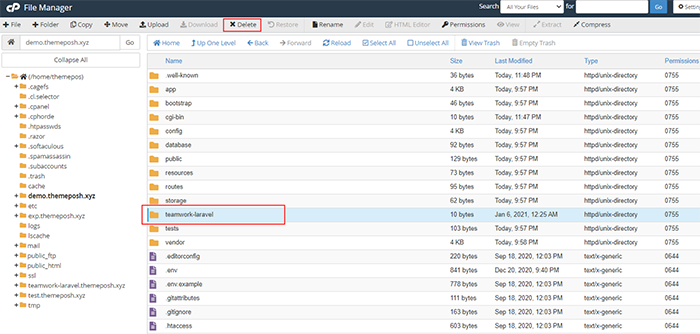 cP File Manager Search All Your Files for Go Settin
+ File + Folder Copy + Move Upload Download X Delete Restore Rename Edit HTML Editor Permissions View Extract Compress
demo.themeposh.xyz Go Home Up One Level Back Forward Reload Select All Unselect All View Trash Empty Trash
Collapse All
Name Size Last Modified Type Permissions
(/home/themepos)
.cagefs
.cl.selector
.cpanel
.cphorde
.htpasswds
.razor
.softaculous
.spamassassin
.subaccounts
.trash
cache
demo.themeposh.xyz
etc
exp.themeposh.xyz
logs
lscache
mail
public_ftp
public_html
ssl
teamwork-laravel.themeposh.xyz
test.themeposh.xyz
tmp
.well-known 36 bytes Today, 11:48 PM httpd/unix-directory 0755
app 4 KB Today, 9:57 PM httpd/unix-directory 0755
bootstrap 46 bytes Today, 9:57 PM httpd/unix-directory 0755
cgi-bin 10 bytes Today, 11:47 PM httpd/unix-directory 0755
config 4 KB Today, 9:57 PM httpd/unix-directory 0755
database 92 bytes Today, 9:57 PM httpd/unix-directory 0755
public 129 bytes Today, 9:57 PM httpd/unix-directory 0755
resources 73 bytes Today, 9:57 PM httpd/unix-directory 0755
routes 95 bytes Today, 9:57 PM httpd/unix-directory 0755
storage 62 bytes Today, 9:57 PM httpd/unix-directory 0755
teamwork-laravel 10 bytes Jan 6, 2021, 12:25 AM httpd/unix-directory 0755
tests 103 bytes Today, 9:57 PM httpd/unix-directory 0755
vendor 4 KB Today, 9:58 PM httpd/unix-directory 0755
.editorconfig 220 bytes Sep 18, 2020, 12:03 PM text/x-generic 0644
.env 841 bytes Dec 20, 2020, 9:40 PM text/x-generic 0644
.env.example 778 bytes Sep 18, 2020, 12:03 PM text/x-generic 0644
.gitattributes 111 bytes Sep 18, 2020, 12:03 PM text/x-generic 0644
.gitignore 163 bytes Sep 18, 2020, 12:03 PM text/x-generic 0644
.htaccess 603 bytes Sep 18, 2020, 12:03 PM text/x-generic 0644